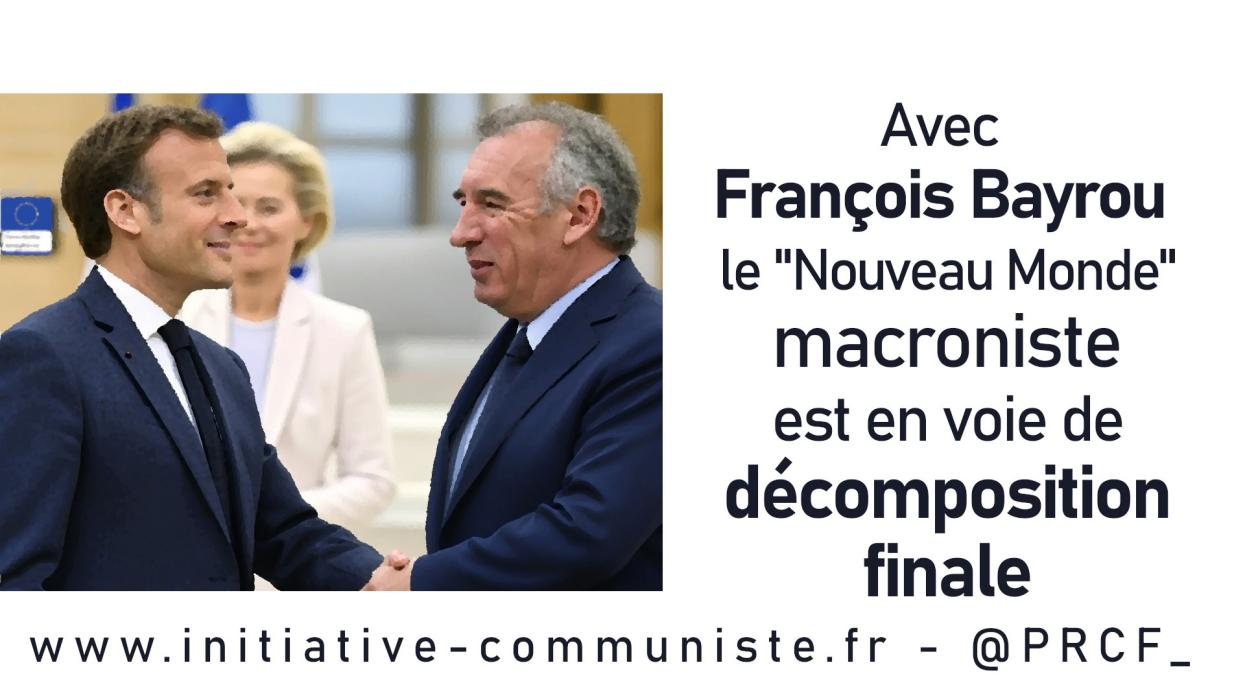 Avec
François Bayrou
le "Nouveau Monde"
macroniste
est en voie de
décomposition
finale
www.initiative-communiste.fr - @PRCF_